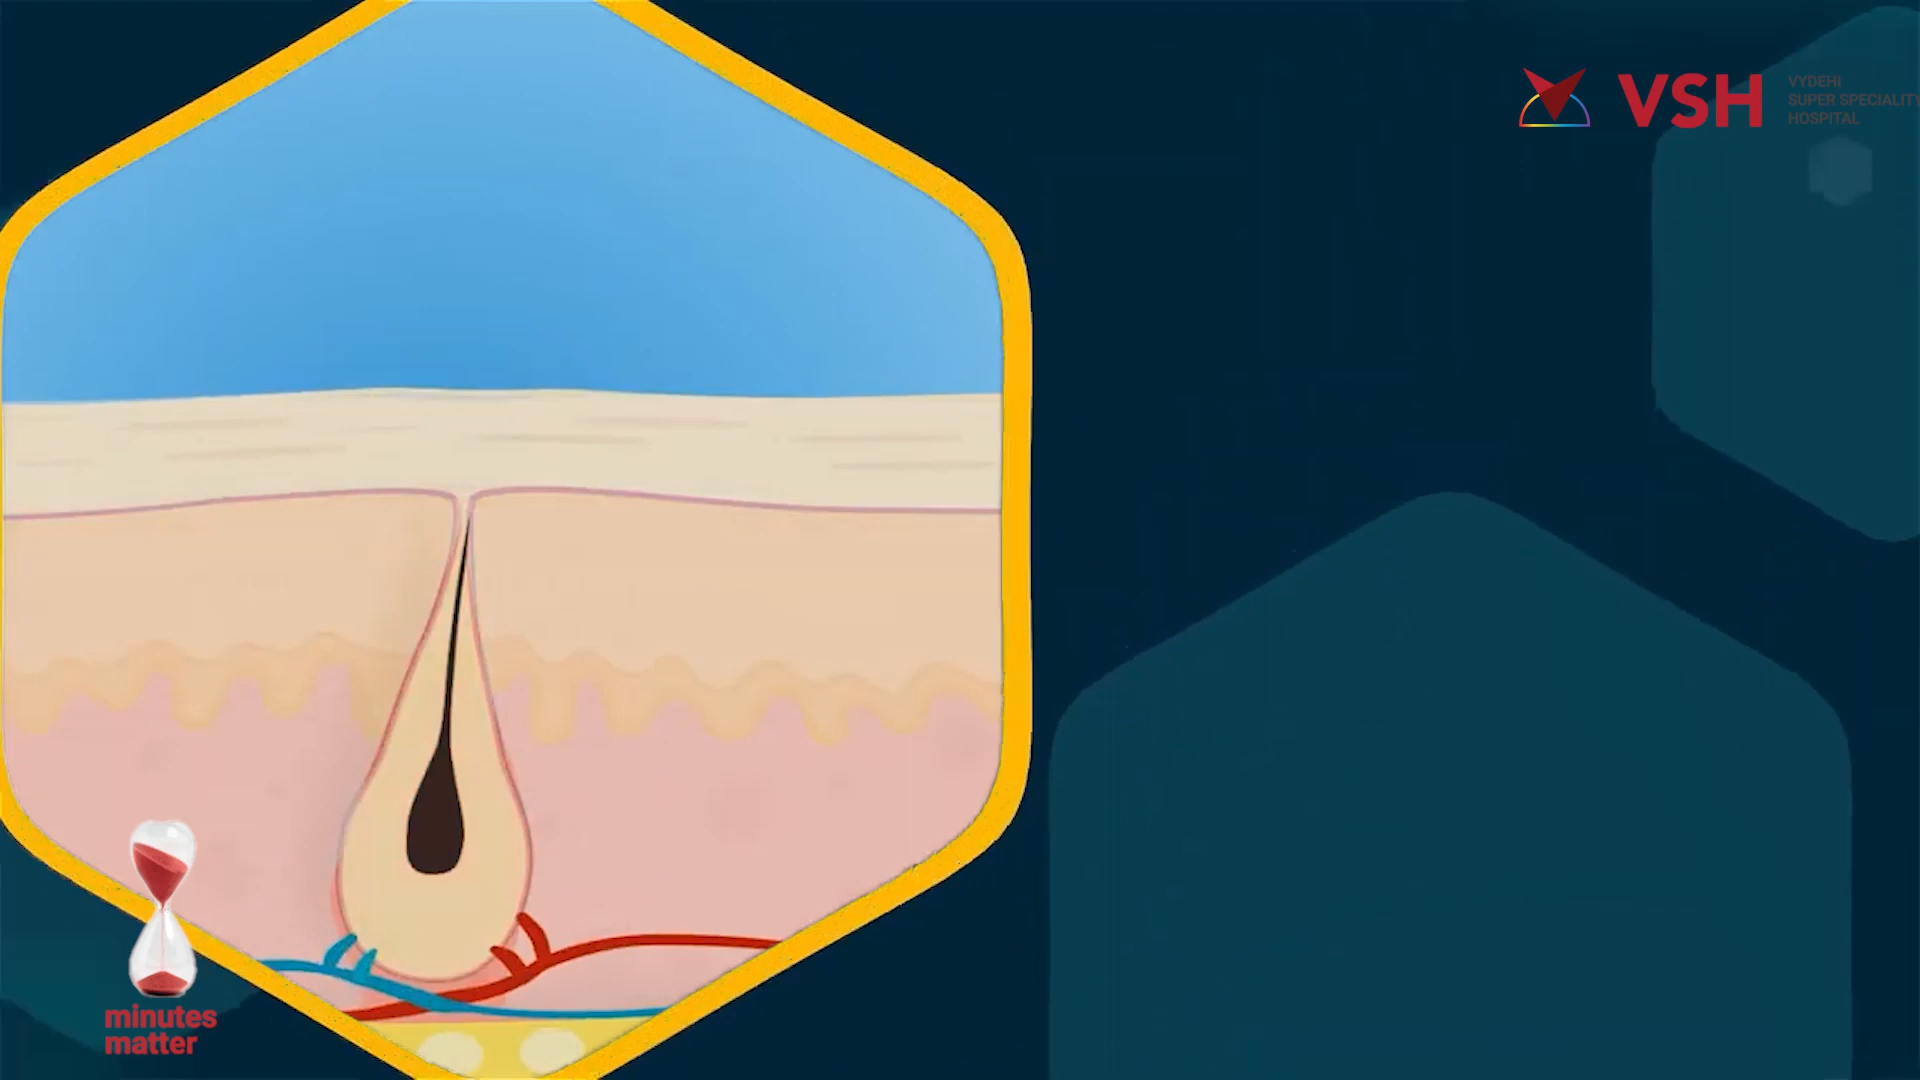 VSH
VYDEHI
SUPER SPECIALITY
HOSPITAL
minutes
matter